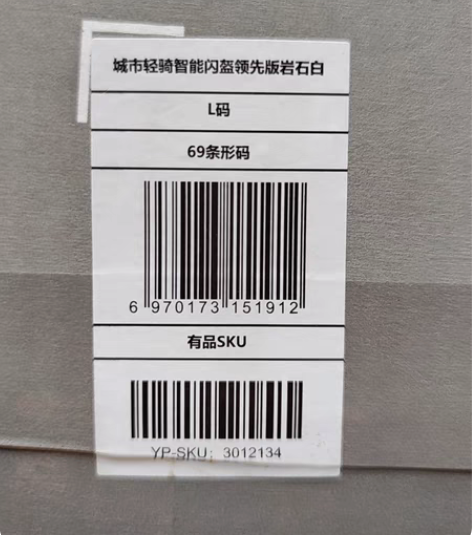 城市轻骑智能闪盔领先版岩石白
L码
69条形码
6 970173 151912
有品SKU
YP-SKU: 3012134